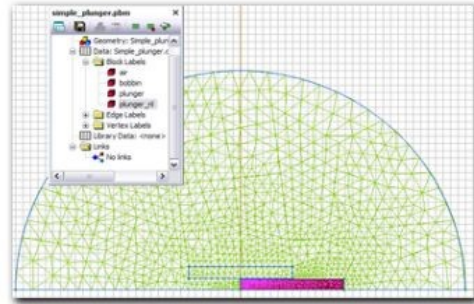 simple_plunger.pbm
Geometry: Simple_plun
Data: Simple_plunger.c
Block Labels
air
bobbin
plunger
plunger_rl
Edge Labels
Vertex Labels
Library Data: <none>
Links
No links